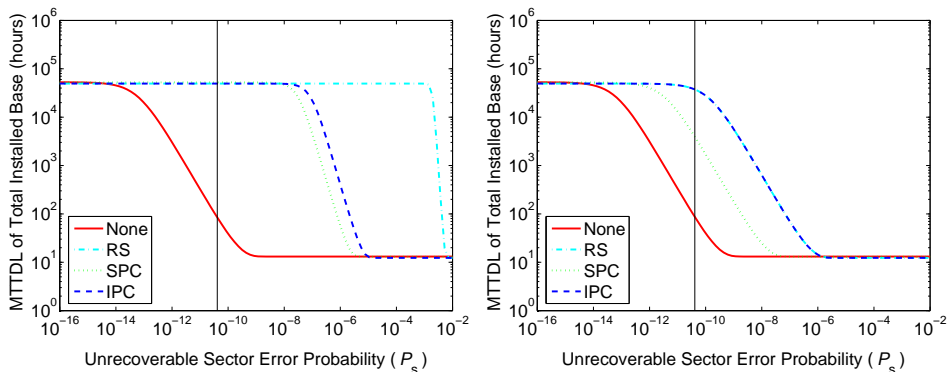 MTTDL of Total Installed Base (hours)
10^6
10^5
10^4
10^3
10^2
10^1
10^0
None
RS
SPC
IPC
10^-16
10^-14
10^-12
10^-10
10^-8
10^-6
10^-4
10^-2
Unrecoverable Sector Error Probability ( P_s )
MTTDL of Total Installed Base (hours)
10^6
10^5
10^4
10^3
10^2
10^1
10^0
None
RS
SPC
IPC
10^-16
10^-14
10^-12
10^-10
10^-8
10^-6
10^-4
10^-2
Unrecoverable Sector Error Probability ( P_s )